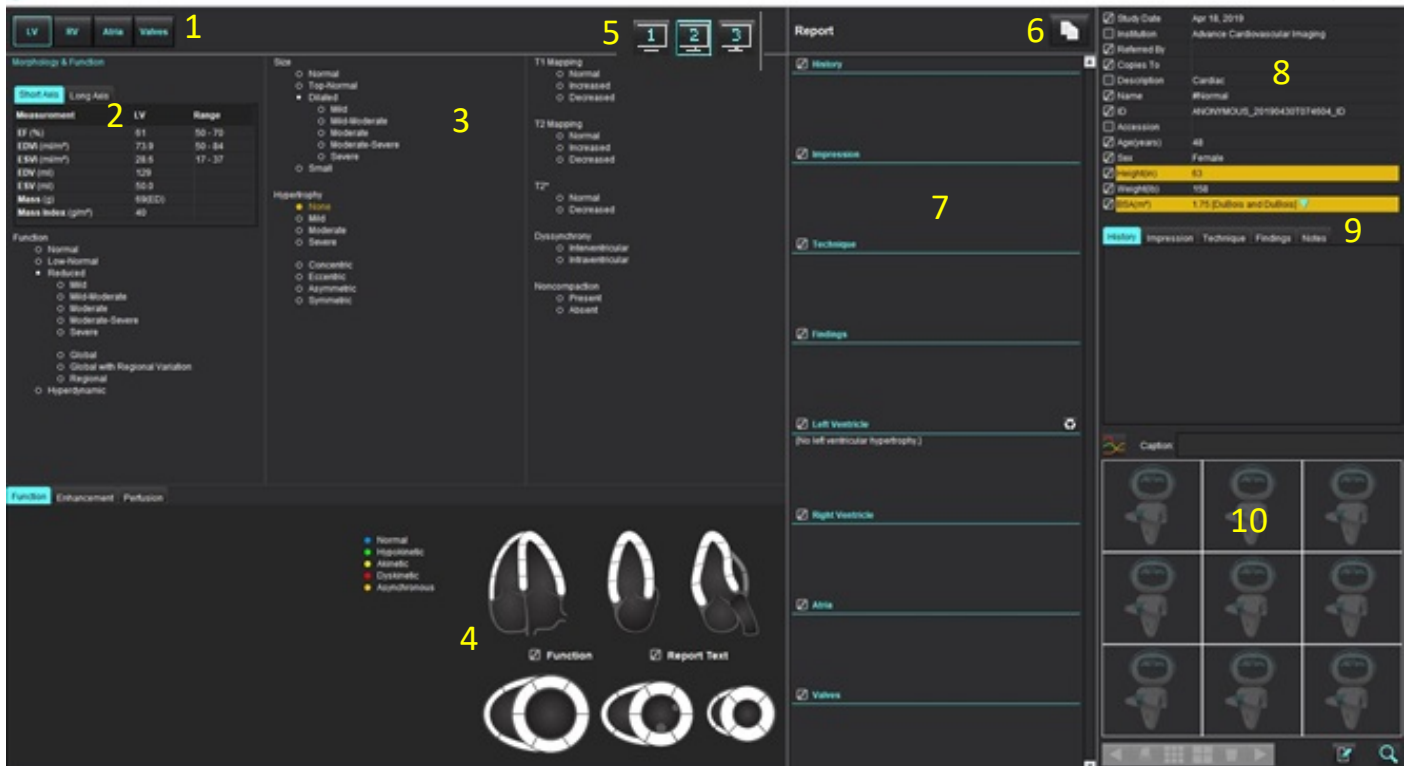 LV RV Atria Valves 1
5 1 2 3
Report 6
Morphology & Function
Short Axis Long Axis
2
Measurement LV Range
EF (%) 61 50 - 70
EDVI (ml/m²) 73.9 50 - 84
ESVI (ml/m²) 28.6 17 - 37
EDV (ml) 129
ESV (ml) 50.0
Mass (g) 69(ED)
Mass Index (g/m²) 40
Function
Normal
Low-Normal
Reduced
Mild
Mild-Moderate
Moderate
Moderate-Severe
Severe
Global
Global with Regional Variation
Regional
Hyperdynamic
Size
Normal
Top-Normal
Dilated
Mild
Mild-Moderate
Moderate
Moderate-Severe
Severe
Small
3
Hypertrophy
None
Mild
Moderate
Severe
Concentric
Eccentric
Asymmetric
Symmetric
T1 Mapping
Normal
Increased
Decreased
T2 Mapping
Normal
Increased
Decreased
T2*
Normal
Decreased
Dyssynchrony
Interventricular
Intraventricular
Noncompaction
Present
Absent
Function Enhancement Perfusion
Normal
Hypokinetic
Akinetic
Dyskinetic
Asynchronous
4
Function Report Text
History
Impression
7
Technique
Findings
Left Ventricle
(No left ventricular hypertrophy.)
Right Ventricle
Atria
Valves
Study Date Apr 18, 2019
Institution Advance Cardiovascular Imaging
Referred By
Copies To
8
Description Cardiac
Name #Normal
ID ANONYMOUS_20190430T074604_ID
Accession
Age(years) 48
Sex Female
Height(in) 63
Weight(lb) 158
BSA(m²) 1.75 [DuBois and DuBois]
History Impression Technique Findings Notes 9
Caption
10